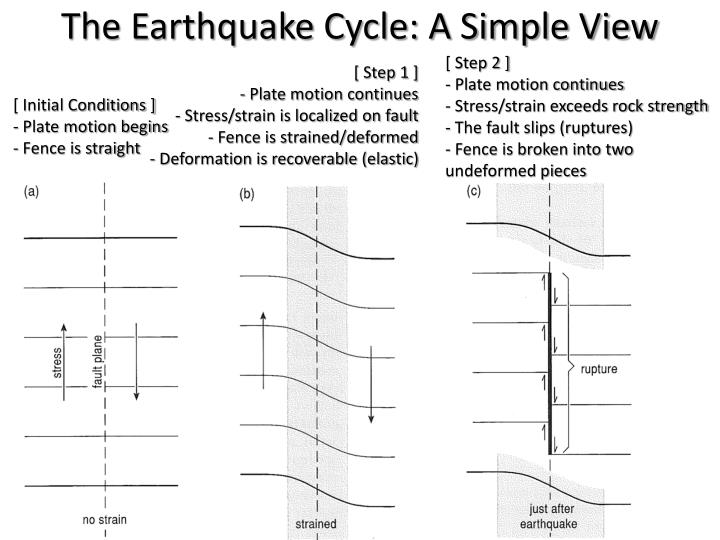 The Earthquake Cycle: A Simple View
[ Initial Conditions ]
- Plate motion begins
- Fence is straight
[ Step 1 ]
- Plate motion continues
- Stress/strain is localized on fault
- Fence is strained/deformed
- Deformation is recoverable (elastic)
[ Step 2 ]
- Plate motion continues
- Stress/strain exceeds rock strength
- The fault slips (ruptures)
- Fence is broken into two
undeformed pieces
(a)
stress
fault plane
no strain
(b)
strained
(c)
rupture
just after
earthquake